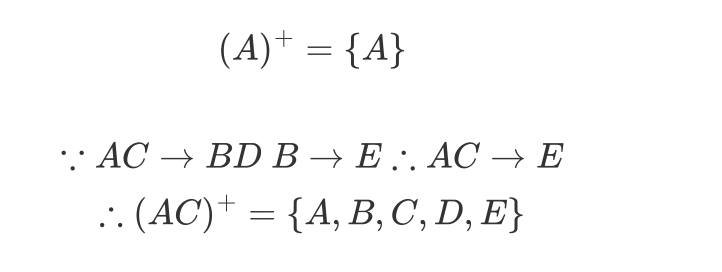 (A)⁺ = {A}
∵ AC → BD B → E ∴ AC → E
∴ (AC)⁺ = {A, B, C, D, E}